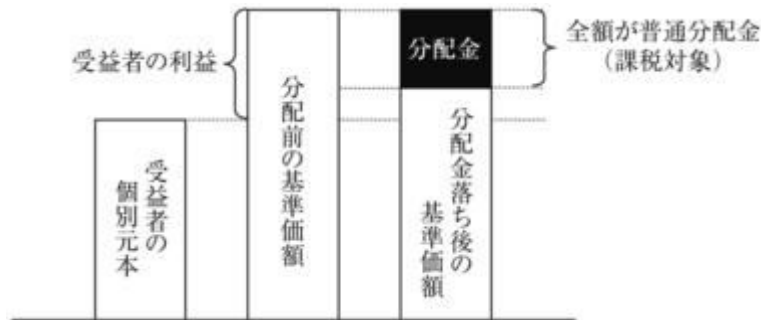 受益者の利益
分配金
全額が普通分配金
（課税対象）
受益者の
個別元本
分配前の基準価額
分配金落ち後の
基準価額